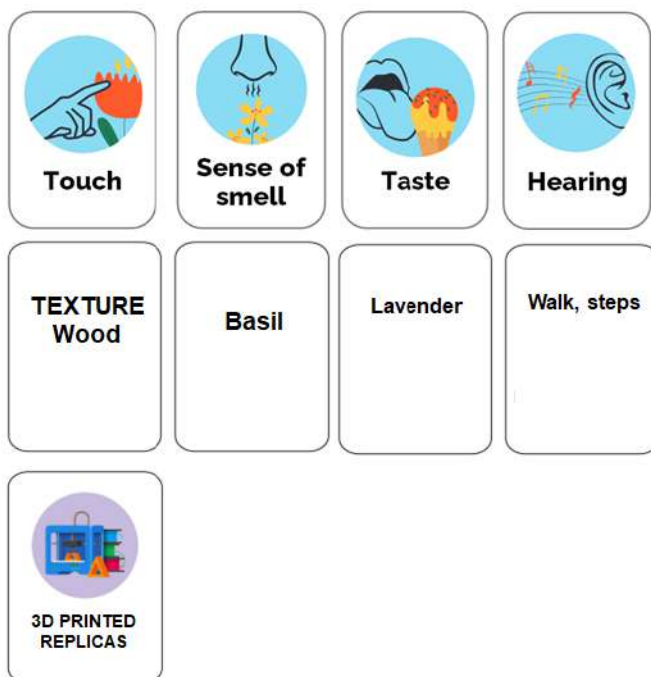 Touch
Sense of
smell
Taste
Hearing
TEXTURE
Wood
Basil
Lavender
Walk, steps
3D PRINTED
REPLICAS